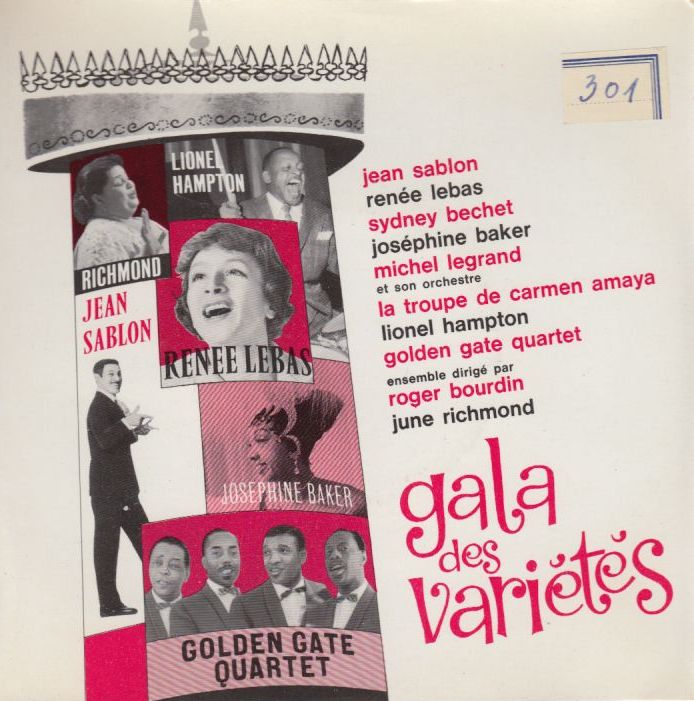 301
LIONEL
HAMPTON
RICHMOND
JEAN
SABLON
RENEE LEBAS
JOSEPHINE BAKER
GOLDEN GATE
QUARTET
jean sablon
renée lebas
sydney bechet
joséphine baker
michel legrand
et son orchestre
la troupe de carmen amaya
lionel hampton
golden gate quartet
ensemble dirigé par
roger bourdin
june richmond
gala
des
variétés